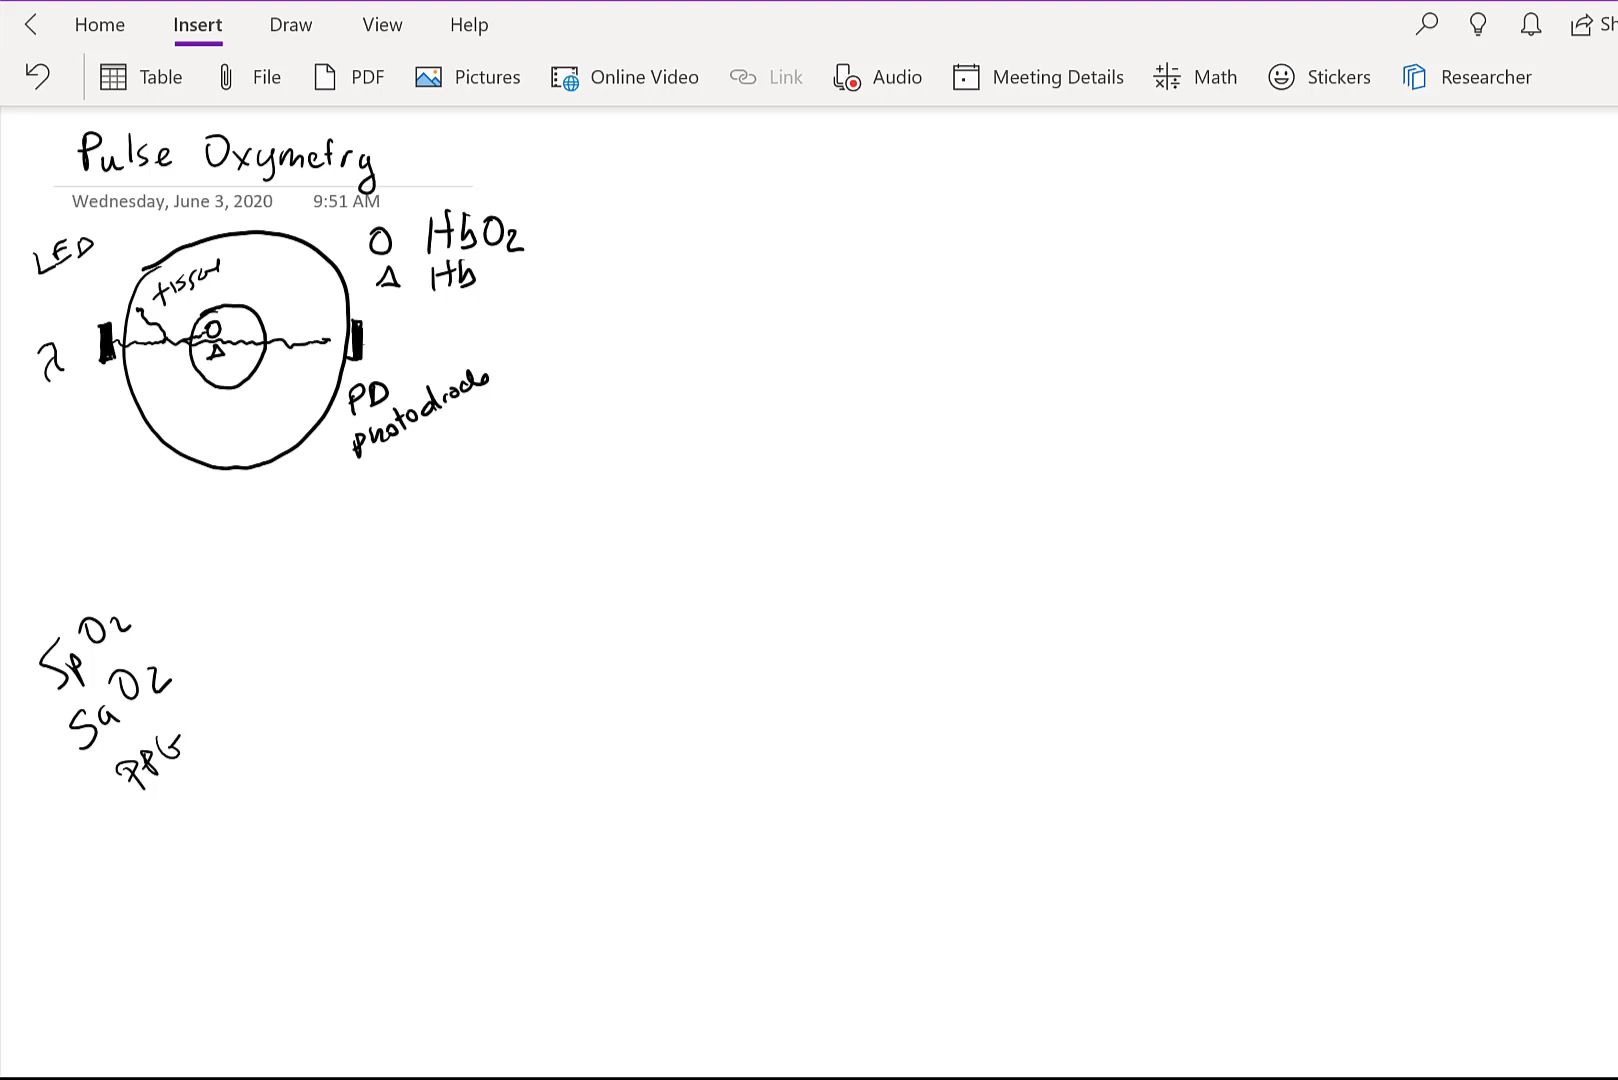 Home Insert Draw View Help Sh
Table File PDF Pictures Online Video Link Audio Meeting Details Math Stickers Researcher
Pulse Oxymetry
Wednesday, June 3, 2020 9:51 AM
LED
O HbO2
Δ Hb
tissue
O
Δ
λ
PD
photodiode
SpO2
SaO2
PPG